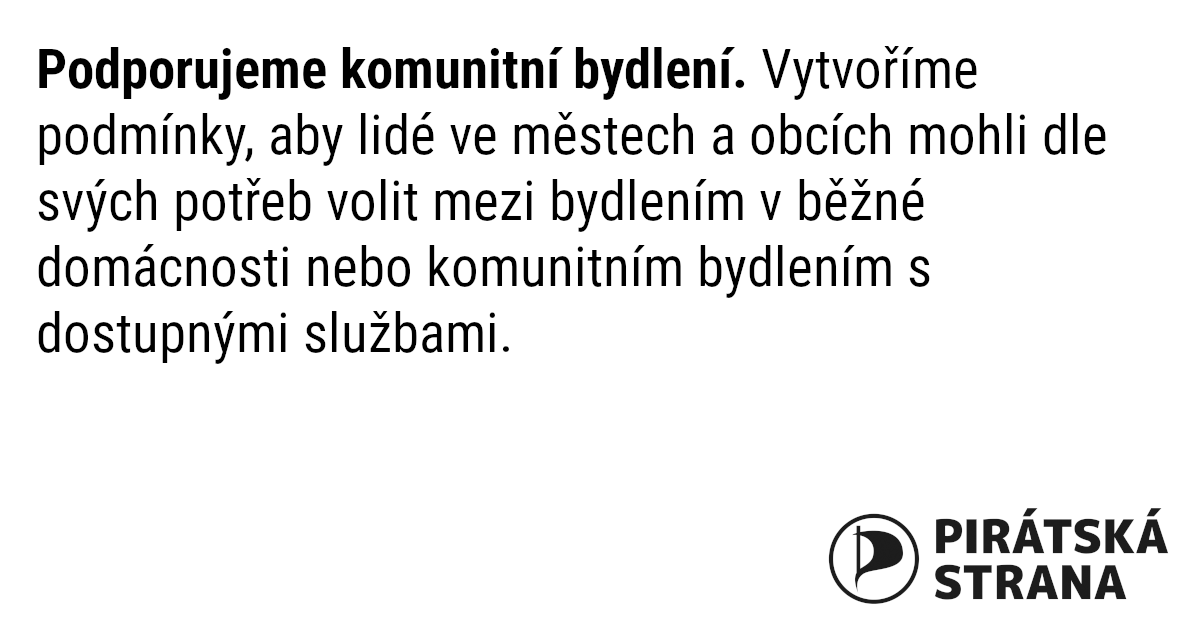 Podporujeme komunitní bydlení. Vytvoříme
podmínky, aby lidé ve městech a obcích mohli dle
svých potřeb volit mezi bydlením v běžné
domácnosti nebo komunitním bydlením s
dostupnými službami.
PIRÁTSKÁ
STRANA